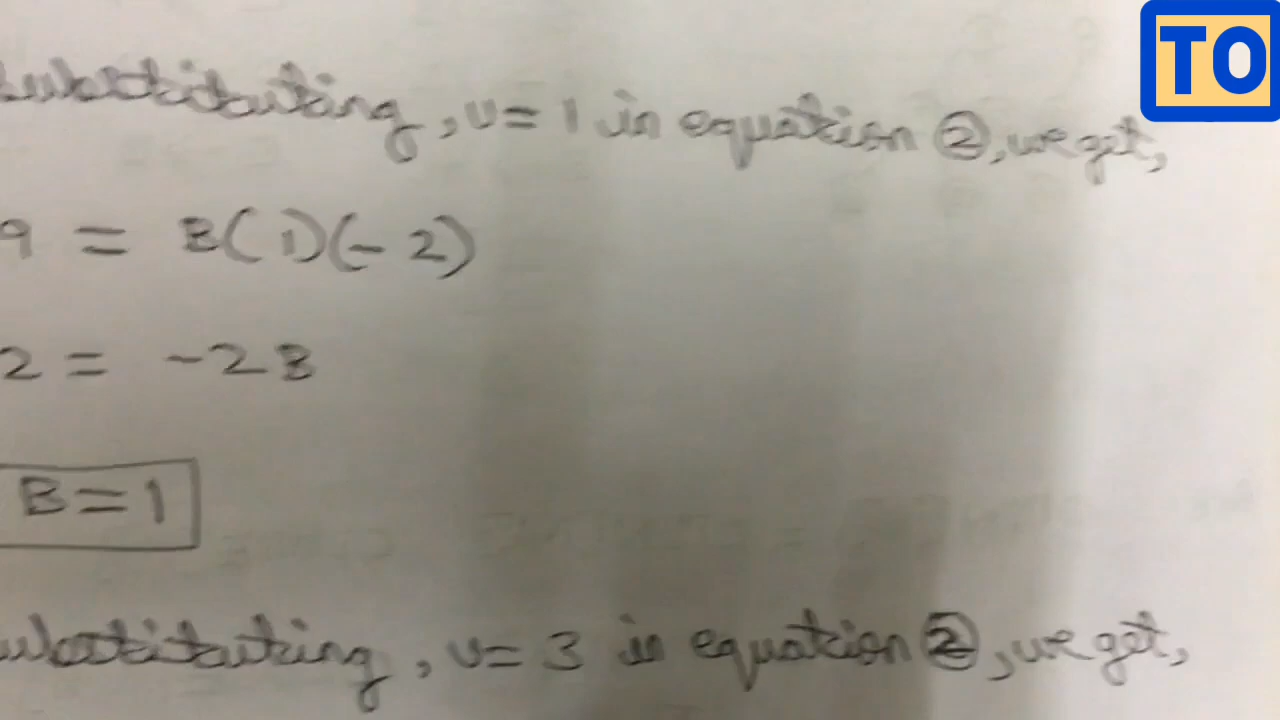 TO
substituting, v=1 in equation ②, we get,
9 = B(1)(-2)
2 = -2B
B=1
substituting, v=3 in equation ②, we get,